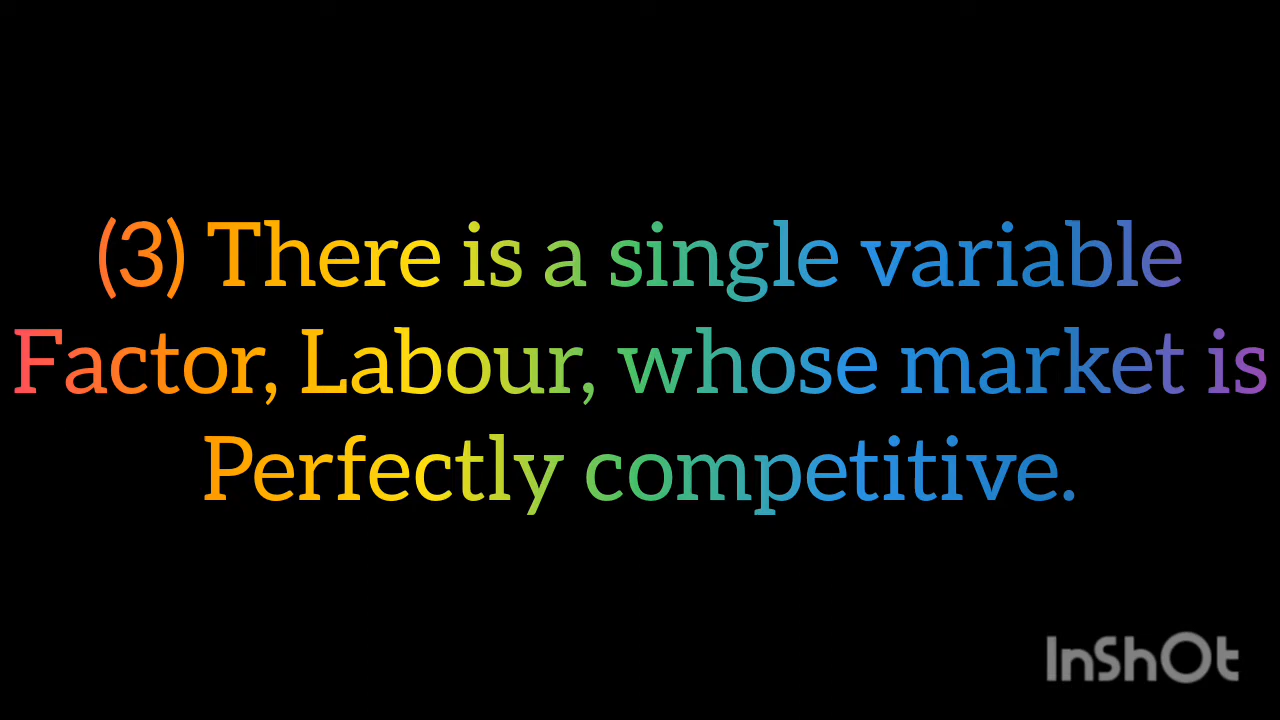 (3) There is a single variable
Factor, Labour, whose market is
Perfectly competitive.
InShOt